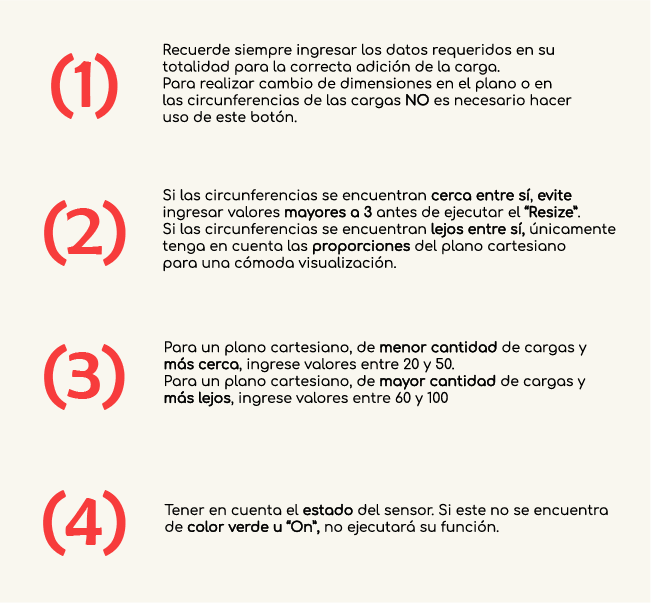 (1)
Recuerde siempre ingresar los datos requeridos en su
totalidad para la correcta adición de la carga.
Para realizar cambio de dimensiones en el plano o en
las circunferencias de las cargas NO es necesario hacer
uso de este botón.
(2)
Si las circunferencias se encuentran cerca entre sí, evite
ingresar valores mayores a 3 antes de ejecutar el “Resize”.
Si las circunferencias se encuentran lejos entre sí, únicamente
tenga en cuenta las proporciones del plano cartesiano
para una cómoda visualización.
(3)
Para un plano cartesiano, de menor cantidad de cargas y
más cerca, ingrese valores entre 20 y 50.
Para un plano cartesiano, de mayor cantidad de cargas y
más lejos, ingrese valores entre 60 y 100
(4)
Tener en cuenta el estado del sensor. Si este no se encuentra
de color verde u “On”, no ejecutará su función.